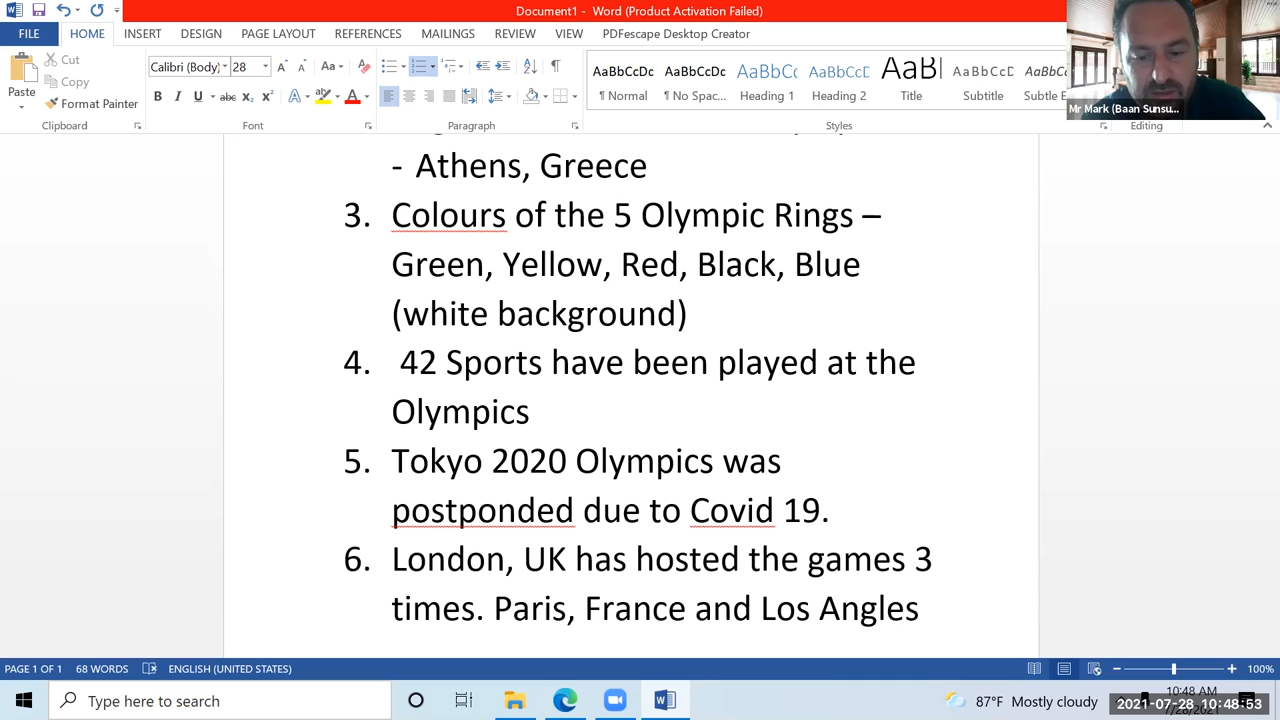 Document1 - Word (Product Activation Failed)
FILE HOME INSERT DESIGN PAGE LAYOUT REFERENCES MAILINGS REVIEW VIEW PDFescape Desktop Creator
Cut
Copy
Format Painter
Paste
Calibri (Body) 28
AaBbCcDc AaBbCcDc AaBbCc AaBbCcD AaBl AaBbCcD AaBbCcD
¶ Normal ¶ No Spac... Heading 1 Heading 2 Title Subtitle Subtle E
Mr Mark (Baan Sunsu...
Clipboard Font Paragraph Styles Editing
- Athens, Greece
3. Colours of the 5 Olympic Rings –
Green, Yellow, Red, Black, Blue
(white background)
4. 42 Sports have been played at the
Olympics
5. Tokyo 2020 Olympics was
postponded due to Covid 19.
6. London, UK has hosted the games 3
times. Paris, France and Los Angles
PAGE 1 OF 1 68 WORDS ENGLISH (UNITED STATES) 100%
Type here to search
87°F Mostly cloudy
10:48 AM
2021-07-28 10:48:53